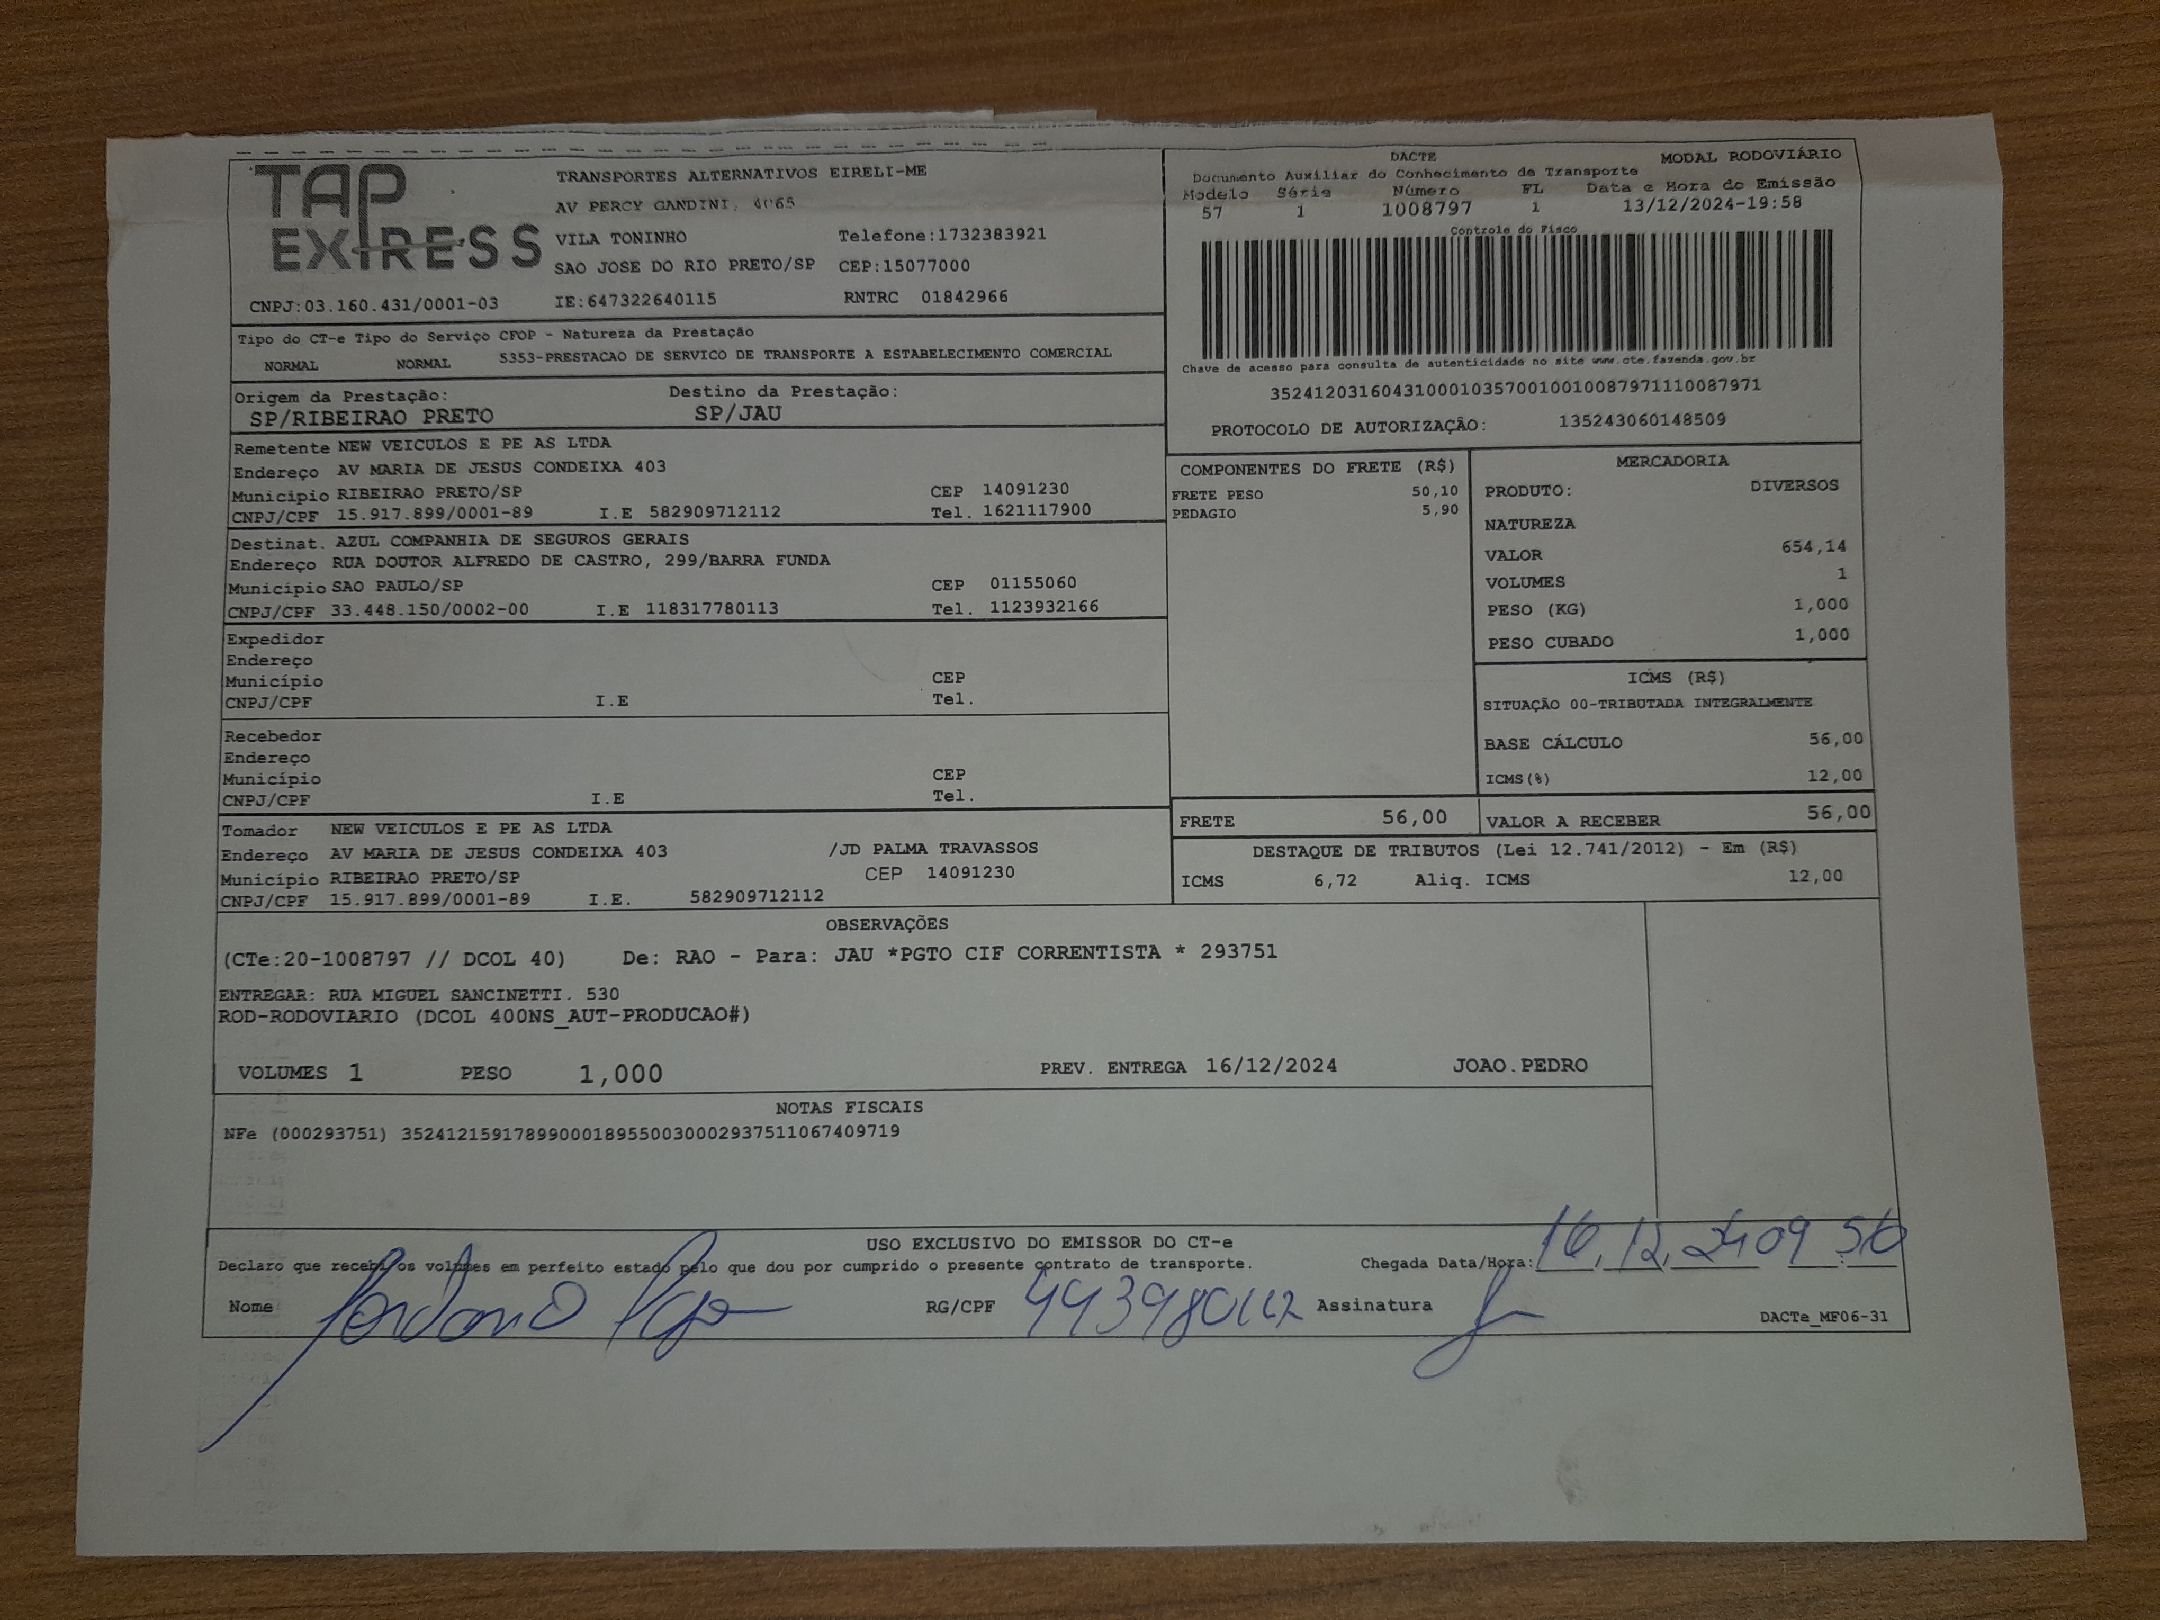 TAP EXPRESS
TRANSPORTES ALTERNATIVOS EIRELI-ME
AV PERCY GANDINI, 4065
VILA TONINHO Telefone:1732383921
SAO JOSE DO RIO PRETO/SP CEP:15077000
CNPJ:03.160.431/0001-03 IE:647322640115 RNTRC 01842966
DACTE MODAL RODOVIÁRIO
Documento Auxiliar do Conhecimento de Transporte
Modelo Série Número FL Data e Hora de Emissão
57 1 1008797 1 13/12/2024-19:58
Controle do Fisco
Chave de acesso para consulta de autenticidade no site www.cte.fazenda.gov.br
35241203160431000103570010010087971110087971
PROTOCOLO DE AUTORIZAÇÃO: 135243060148509
Tipo do CT-e Tipo do Serviço CFOP - Natureza da Prestação
NORMAL NORMAL 5353-PRESTACAO DE SERVICO DE TRANSPORTE A ESTABELECIMENTO COMERCIAL
Origem da Prestação: Destino da Prestação:
SP/RIBEIRAO PRETO SP/JAU
Remetente NEW VEICULOS E PE AS LTDA
Endereço AV MARIA DE JESUS CONDEIXA 403
Município RIBEIRAO PRETO/SP CEP 14091230
CNPJ/CPF 15.917.899/0001-89 I.E 582909712112 Tel. 1621117900
Destinat. AZUL COMPANHIA DE SEGUROS GERAIS
Endereço RUA DOUTOR ALFREDO DE CASTRO, 299/BARRA FUNDA
Município SAO PAULO/SP CEP 01155060
CNPJ/CPF 33.448.150/0002-00 I.E 118317780113 Tel. 1123932166
Expedidor
Endereço
Município CEP
CNPJ/CPF I.E Tel.
Recebedor
Endereço
Município CEP
CNPJ/CPF I.E Tel.
Tomador NEW VEICULOS E PE AS LTDA
Endereço AV MARIA DE JESUS CONDEIXA 403 /JD PALMA TRAVASSOS
Município RIBEIRAO PRETO/SP CEP 14091230
CNPJ/CPF 15.917.899/0001-89 I.E. 582909712112
COMPONENTES DO FRETE (R$)
FRETE PESO 50,10
PEDAGIO 5,90
MERCADORIA
PRODUTO: DIVERSOS
NATUREZA
VALOR 654,14
VOLUMES 1
PESO (KG) 1,000
PESO CUBADO 1,000
ICMS (R$)
SITUAÇÃO 00-TRIBUTADA INTEGRALMENTE
BASE CÁLCULO 56,00
ICMS(%) 12,00
FRETE 56,00 VALOR A RECEBER 56,00
DESTAQUE DE TRIBUTOS (Lei 12.741/2012) - Em (R$)
ICMS 6,72 Aliq. ICMS 12,00
OBSERVAÇÕES
(CTe:20-1008797 // DCOL 40) De: RAO - Para: JAU *PGTO CIF CORRENTISTA * 293751
ENTREGAR: RUA MIGUEL SANCINETTI. 530
ROD-RODOVIARIO (DCOL 400NS_AUT-PRODUCAO#)
VOLUMES 1 PESO 1,000 PREV. ENTREGA 16/12/2024 JOAO.PEDRO
NOTAS FISCAIS
NFe (000293751) 35241215917899000189550030002937511067409719
USO EXCLUSIVO DO EMISSOR DO CT-e
Declaro que recebi os volumes em perfeito estado pelo que dou por cumprido o presente contrato de transporte. Chegada Data/Hora: 16.12.24 09 50
Nome RG/CPF Assinatura
DACTe_MF06-31